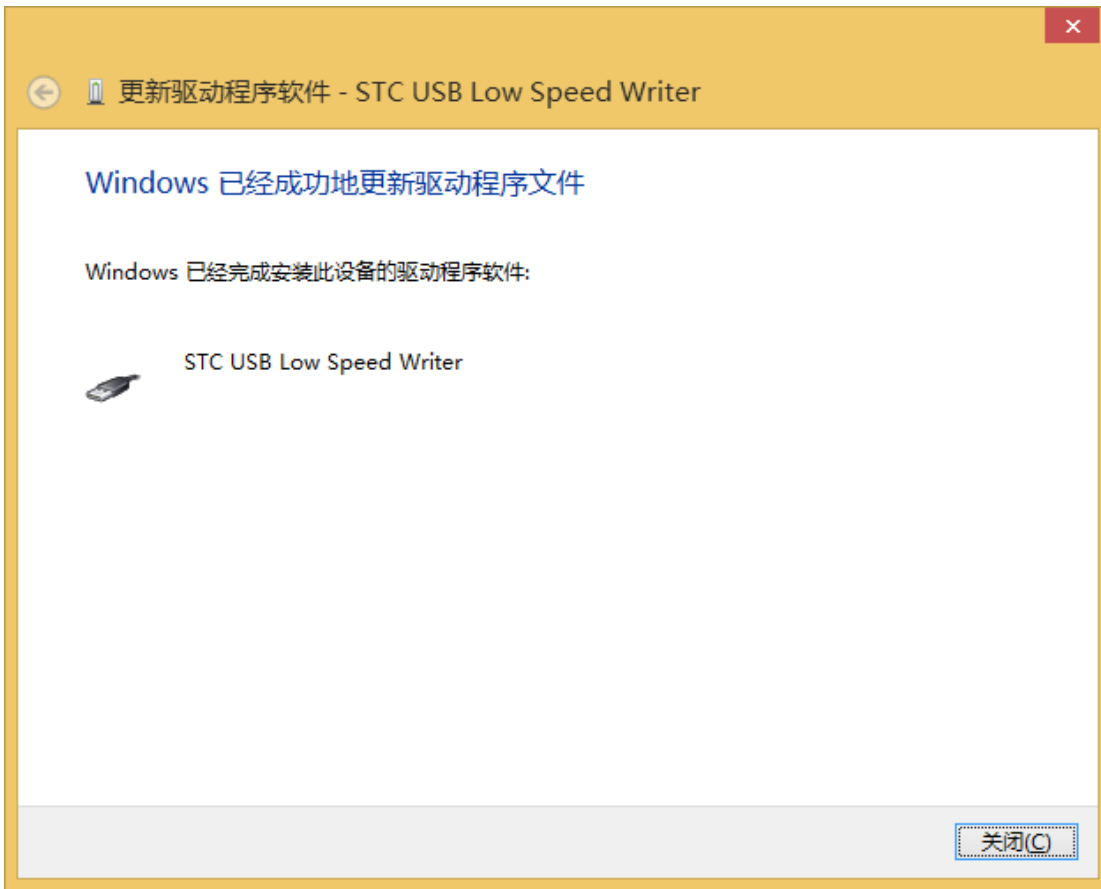 更新驱动程序软件 - STC USB Low Speed Writer
Windows 已经成功地更新驱动程序文件
Windows 已经完成安装此设备的驱动程序软件:
STC USB Low Speed Writer
关闭(C)